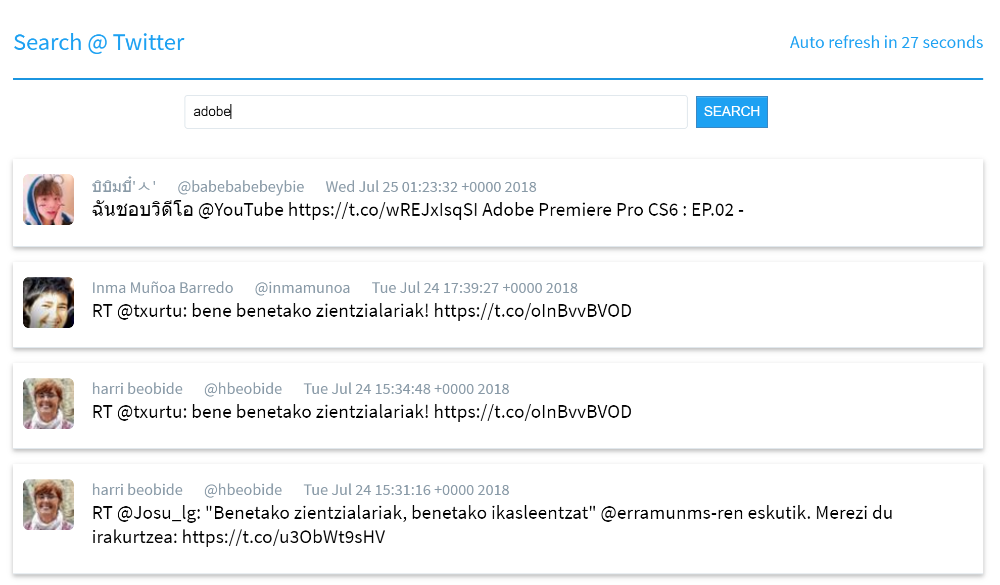 Search @ Twitter
Auto refresh in 27 seconds
adobe
SEARCH
บิบิมบี๋'ㅅ' @babebabebeybie Wed Jul 25 01:23:32 +0000 2018
ฉันชอบวิดีโอ @YouTube https://t.co/wREJxIsqSI Adobe Premiere Pro CS6 : EP.02 -
Inma Muñoa Barredo @inmamunoa Tue Jul 24 17:39:27 +0000 2018
RT @txurtu: bene benetako zientzialariak! https://t.co/oInBvvBVOD
harri beobide @hbeobide Tue Jul 24 15:34:48 +0000 2018
RT @txurtu: bene benetako zientzialariak! https://t.co/oInBvvBVOD
harri beobide @hbeobide Tue Jul 24 15:31:16 +0000 2018
RT @Josu_lg: "Benetako zientzialariak, benetako ikasleentzat" @erramunms-ren eskutik. Merezi du
irakurtzea: https://t.co/u3ObWt9sHV